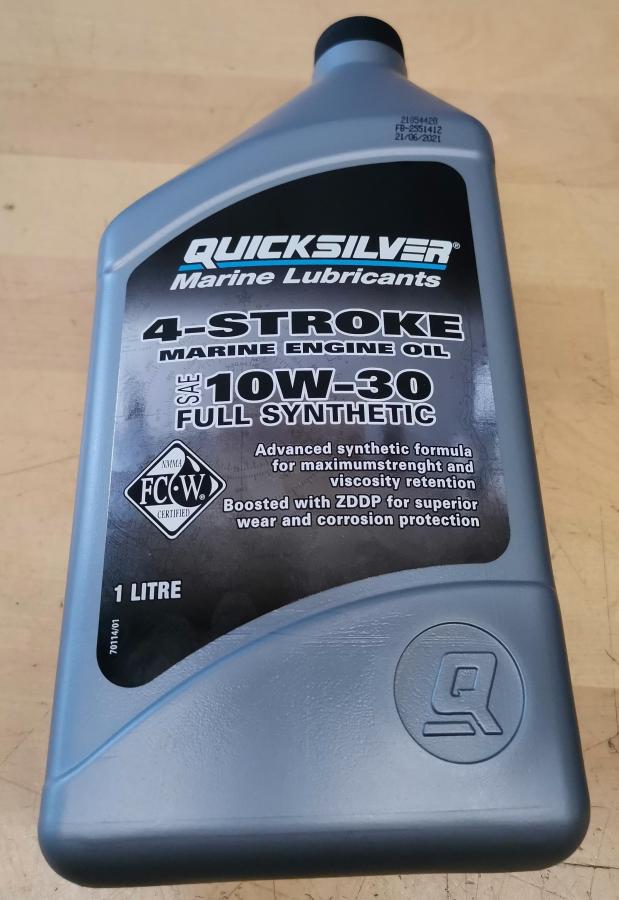 21054420
FB-2551412
21/06/2021
QUICKSILVER®
Marine Lubricants
4-STROKE
MARINE ENGINE OIL
SAE 10W-30
FULL SYNTHETIC
NMMA
FC-W®
CERTIFIED
Advanced synthetic formula
for maximumstrenght and
viscosity retention
Boosted with ZDDP for superior
wear and corrosion protection
1 LITRE
70114/01
Q